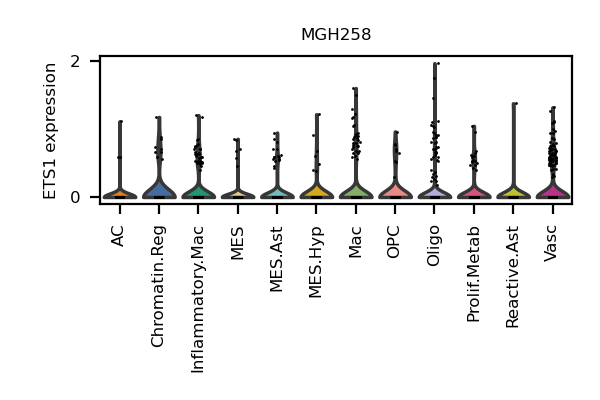 MGH258
ETS1 expression
2
0
AC
Chromatin.Reg
Inflammatory.Mac
MES
MES.Ast
MES.Hyp
Mac
OPC
Oligo
Prolif.Metab
Reactive.Ast
Vasc